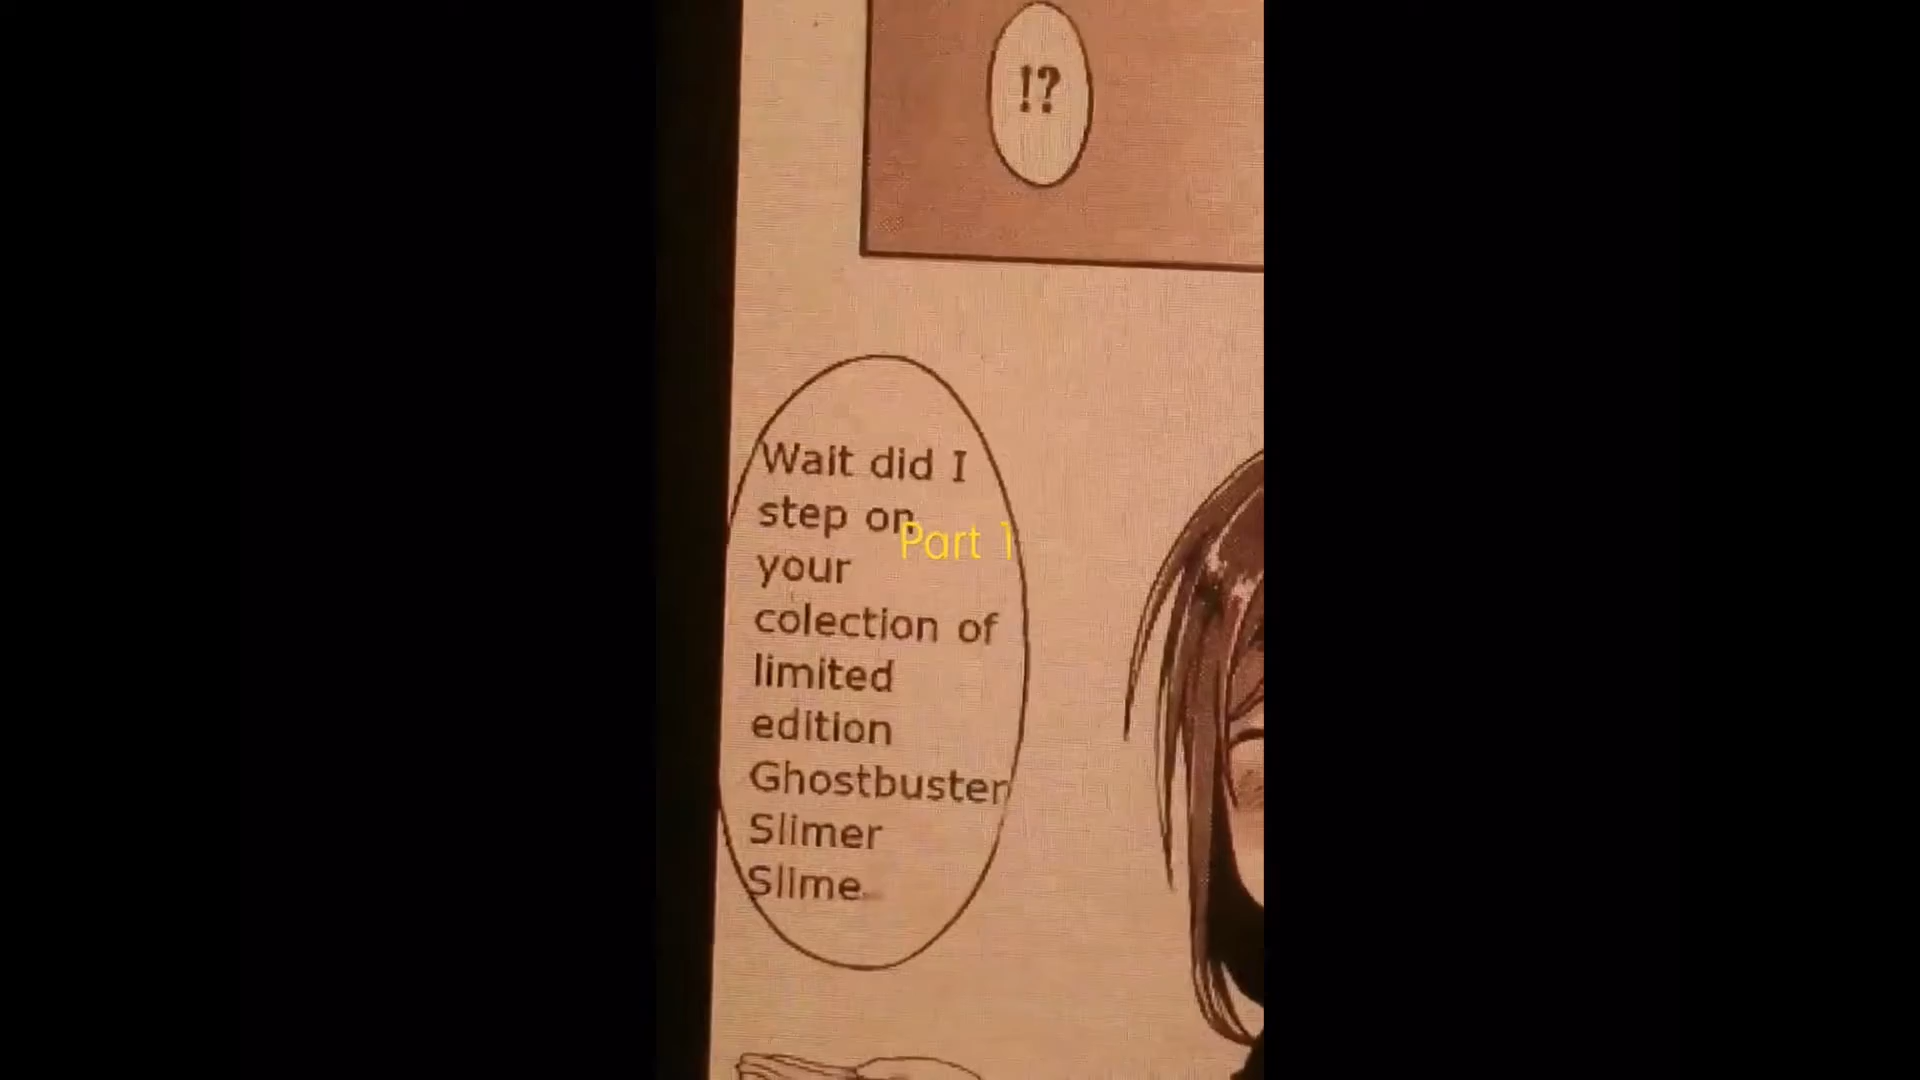 !?
Wait did I
step on
your
colection of
limited
edition
Ghostbuster
Slimer
Slime
Part 1